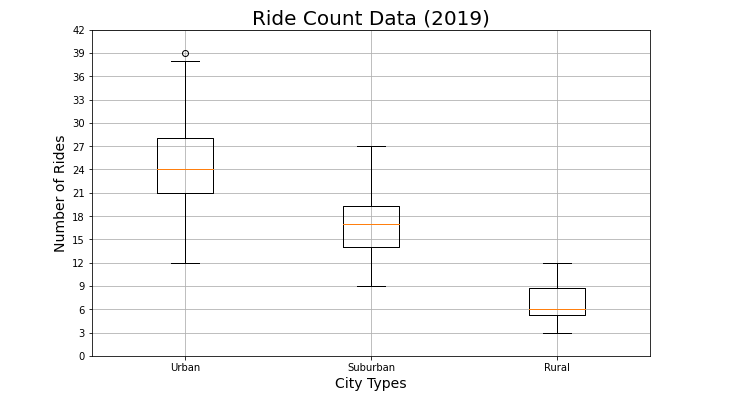 Ride Count Data (2019)
42
39
36
33
30
27
24
21
18
15
12
9
6
3
0
Number of Rides
Urban
Suburban
Rural
City Types